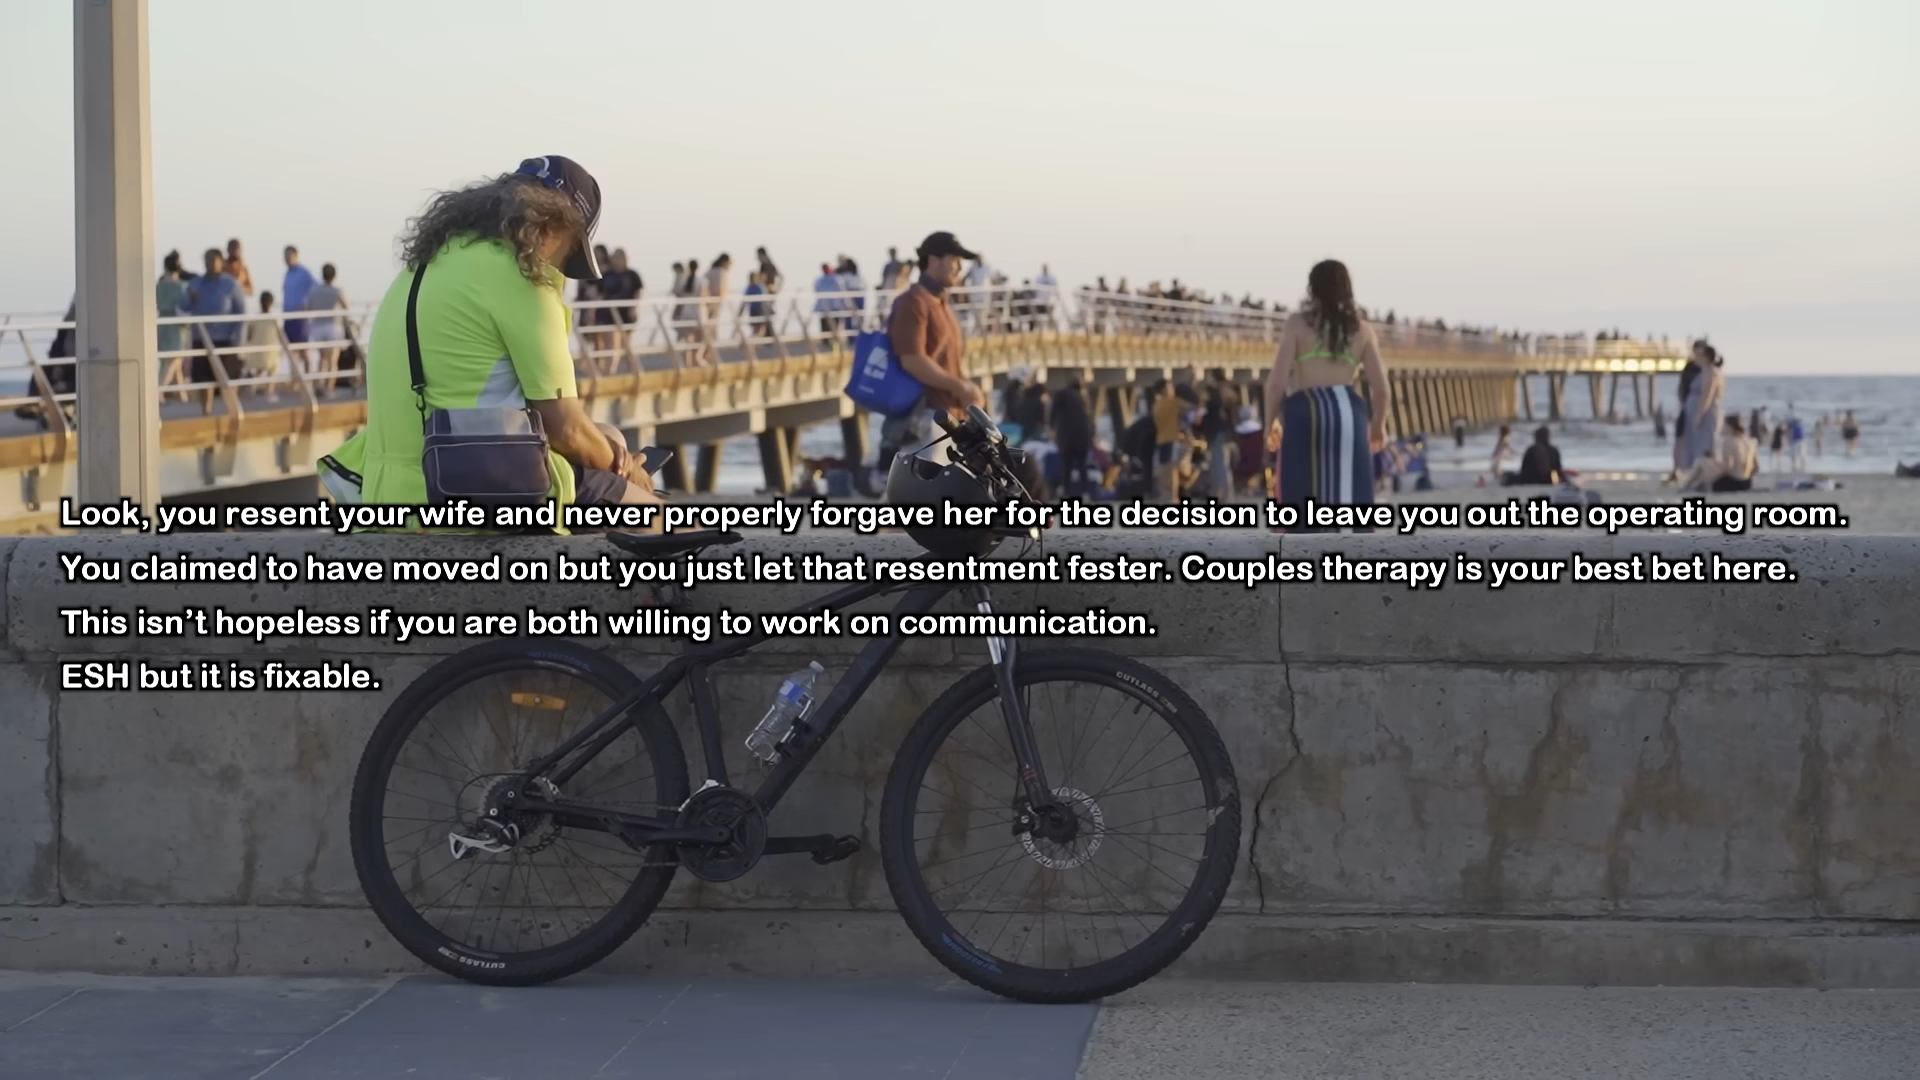 Look, you resent your wife and never properly forgave her for the decision to leave you out the operating room.
You claimed to have moved on but you just let that resentment fester. Couples therapy is your best bet here.
This isn’t hopeless if you are both willing to work on communication.
ESH but it is fixable.
CUTLASS
CUTLASS